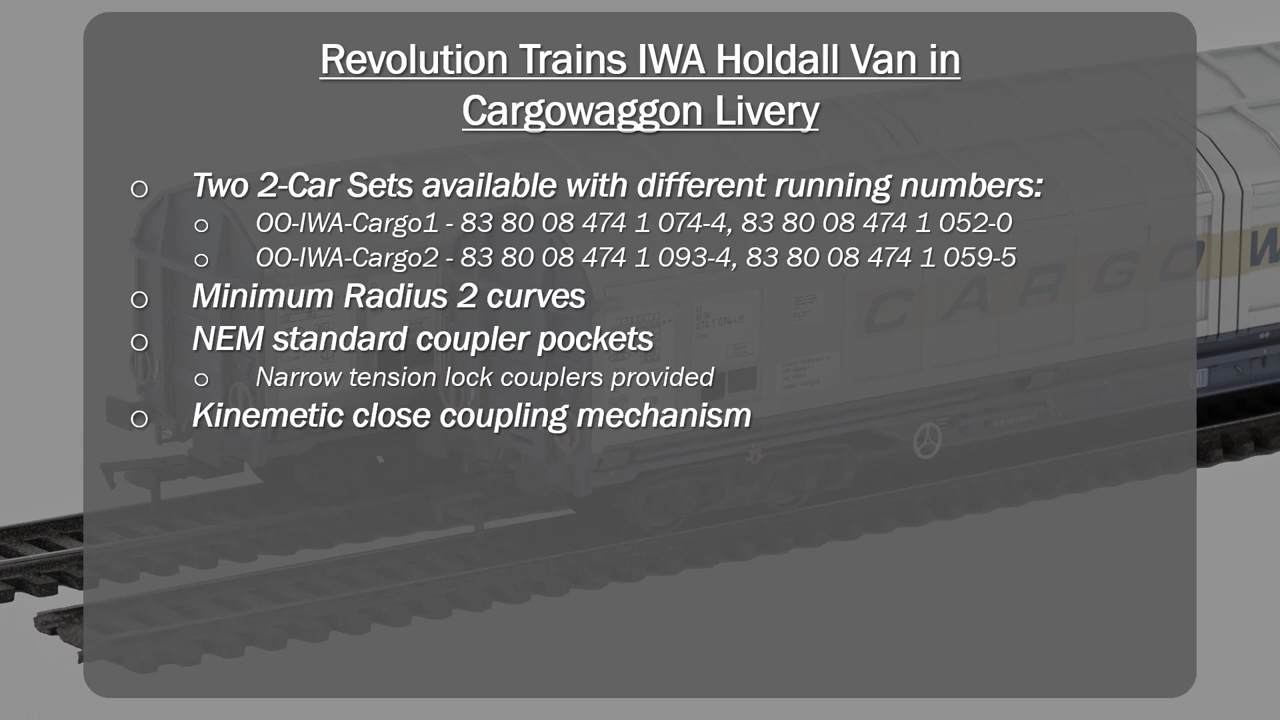 Revolution Trains IWA Holdall Van in
Cargowaggon Livery
o Two 2-Car Sets available with different running numbers:
o OO-IWA-Cargo1 - 83 80 08 474 1 074-4, 83 80 08 474 1 052-0
o OO-IWA-Cargo2 - 83 80 08 474 1 093-4, 83 80 08 474 1 059-5
o Minimum Radius 2 curves
o NEM standard coupler pockets
o Narrow tension lock couplers provided
o Kinemetic close coupling mechanism
CARGOW